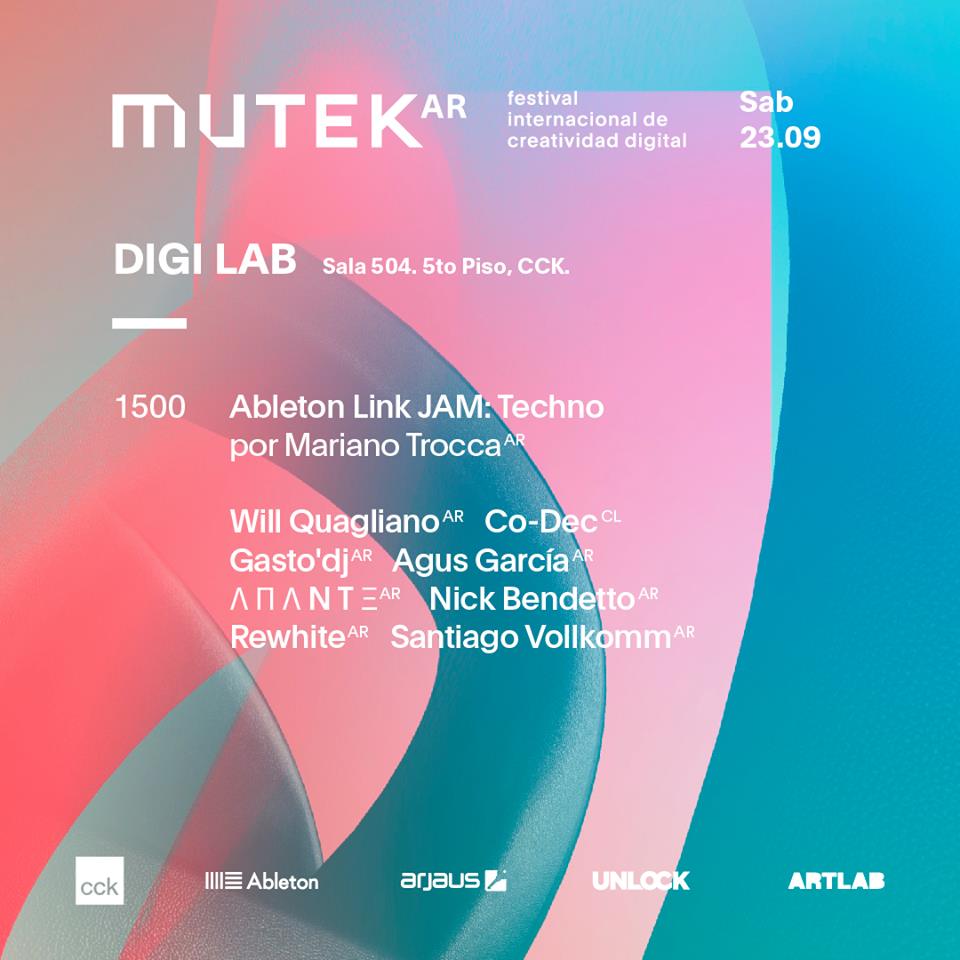 MUTEK AR
festival
internacional de
creatividad digital
Sab
23.09
DIGI LAB Sala 504. 5to Piso, CCK.
1500 Ableton Link JAM: Techno
por Mariano Trocca AR
Will Quagliano AR Co-Dec CL
Gasto'dj AR Agus García AR
ΛΠΛNTΞ AR Nick Bendetto AR
Rewhite AR Santiago Vollkomm AR
cck Ableton arjaus UNLOCK ARTLAB